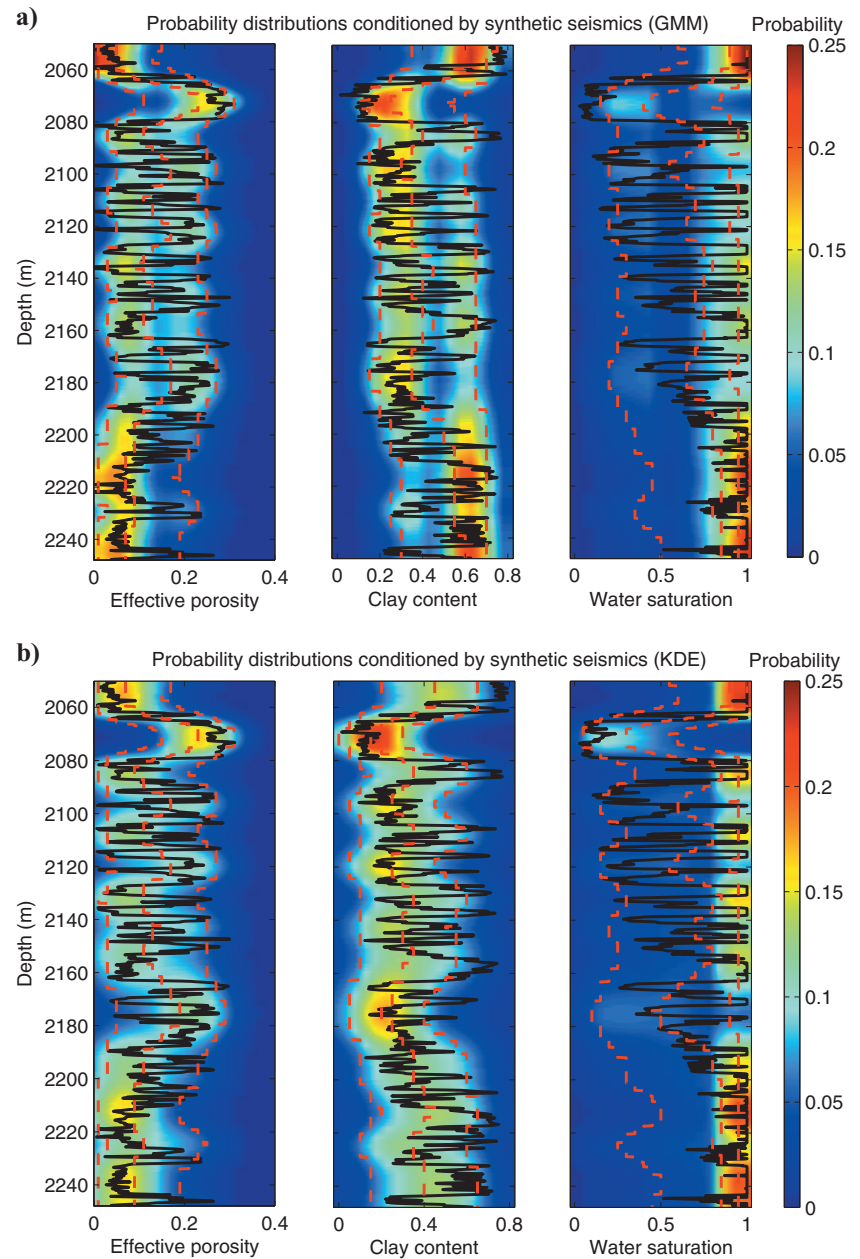 a)
Probability distributions conditioned by synthetic seismics (GMM)
Probability
2060
2080
2100
2120
2140
2160
2180
2200
2220
2240
Depth (m)
0 0.2 0.4
Effective porosity
0 0.2 0.4 0.6 0.8
Clay content
0 0.5 1
Water saturation
0.25
0.2
0.15
0.1
0.05
0
b)
Probability distributions conditioned by synthetic seismics (KDE)
Probability
2060
2080
2100
2120
2140
2160
2180
2200
2220
2240
Depth (m)
0 0.2 0.4
Effective porosity
0 0.4 0.8
Clay content
0 0.5 1
Water saturation
0.25
0.2
0.15
0.1
0.05
0